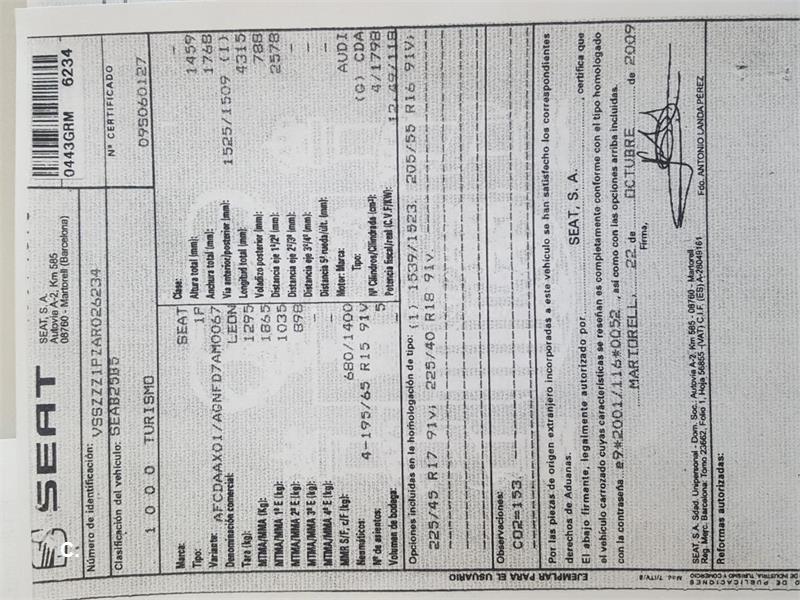 SEAT
SEAT, S. A.
Autovía A-2, Km 585
08760 - Martorell (Barcelona)
0443GRM 6234
Número de identificación:
VSSZZZ1PZAR026234
Nº CERTIFICADO
09S060127
Clasificación del vehículo:
SEAB25B5
1000 TURISMO
Marca: SEAT
Tipo: 1P
Variante: AFCDAAX01/AGNFD7AM0067
Denominación comercial: LEON
Tara (kg): 1295
MTMA/MMA (Kg): 1865
MTMA/MMA 1º E (kg): 1035
MTMA/MMA 2º E (kg): 898
MTMA/MMA 3º E (kg):
MTMA/MMA 4º E (kg):
MMR S/F, c/F (kg): 680/1400
Neumáticos: 4-195/65 R15 91V
Nº de asientos: 5
Volumen de bodega: -
Clase: -
Altura total (mm): 1459
Anchura total (mm): 1768
Vía anterior/posterior (mm): 1525/1509 (1)
Longitud total (mm): 4315
Voladizo posterior (mm): 788
Distancia eje 1º/2º (mm): 2578
Distancia eje 2º/3º (mm): -
Distancia eje 3º/4º (mm): -
Distancia 5ª rueda/últ. (mm): -
Motor: Marca: AUDI
Tipo: (G) CDA
Nº Cilindros/Cilindrada (cm³): 4/1798
Potencia fiscal/real (C.V.F/KW): 12.49/118
Opciones incluidas en la homologación de tipo: (1) 1539/1523. 205/55 R16 91V;
225/45 R17 91V; 225/40 R18 91V.
Observaciones:
CO2=153.
Por las piezas de origen extranjero incorporadas a este vehículo se han satisfecho los correspondientes
derechos de Aduanas.
El abajo firmante, legalmente autorizado por SEAT, S. A. , certifica que
el vehículo carrozado cuyas características se reseñan es completamente conforme con el tipo homologado
con la contraseña e9*2001/116*0052 , así como con las opciones arriba incluidas.
MARTORELL, 22 de OCTUBRE de 2009
Firma,
Fdo. ANTONIO LANDA PÉREZ
SEAT, S.A. Sdad. Unipersonal - Dom. Soc.: Autovía A-2, Km 585 - 08760 - Martorell
Reg. Merc. Barcelona: Tomo 23662, Folio 1, Hoja 56855 -(VAT) C.I.F. (ES) A-28049161
Reformas autorizadas:
EJEMPLAR PARA EL USUARIO
Mod. 7/ITV/8